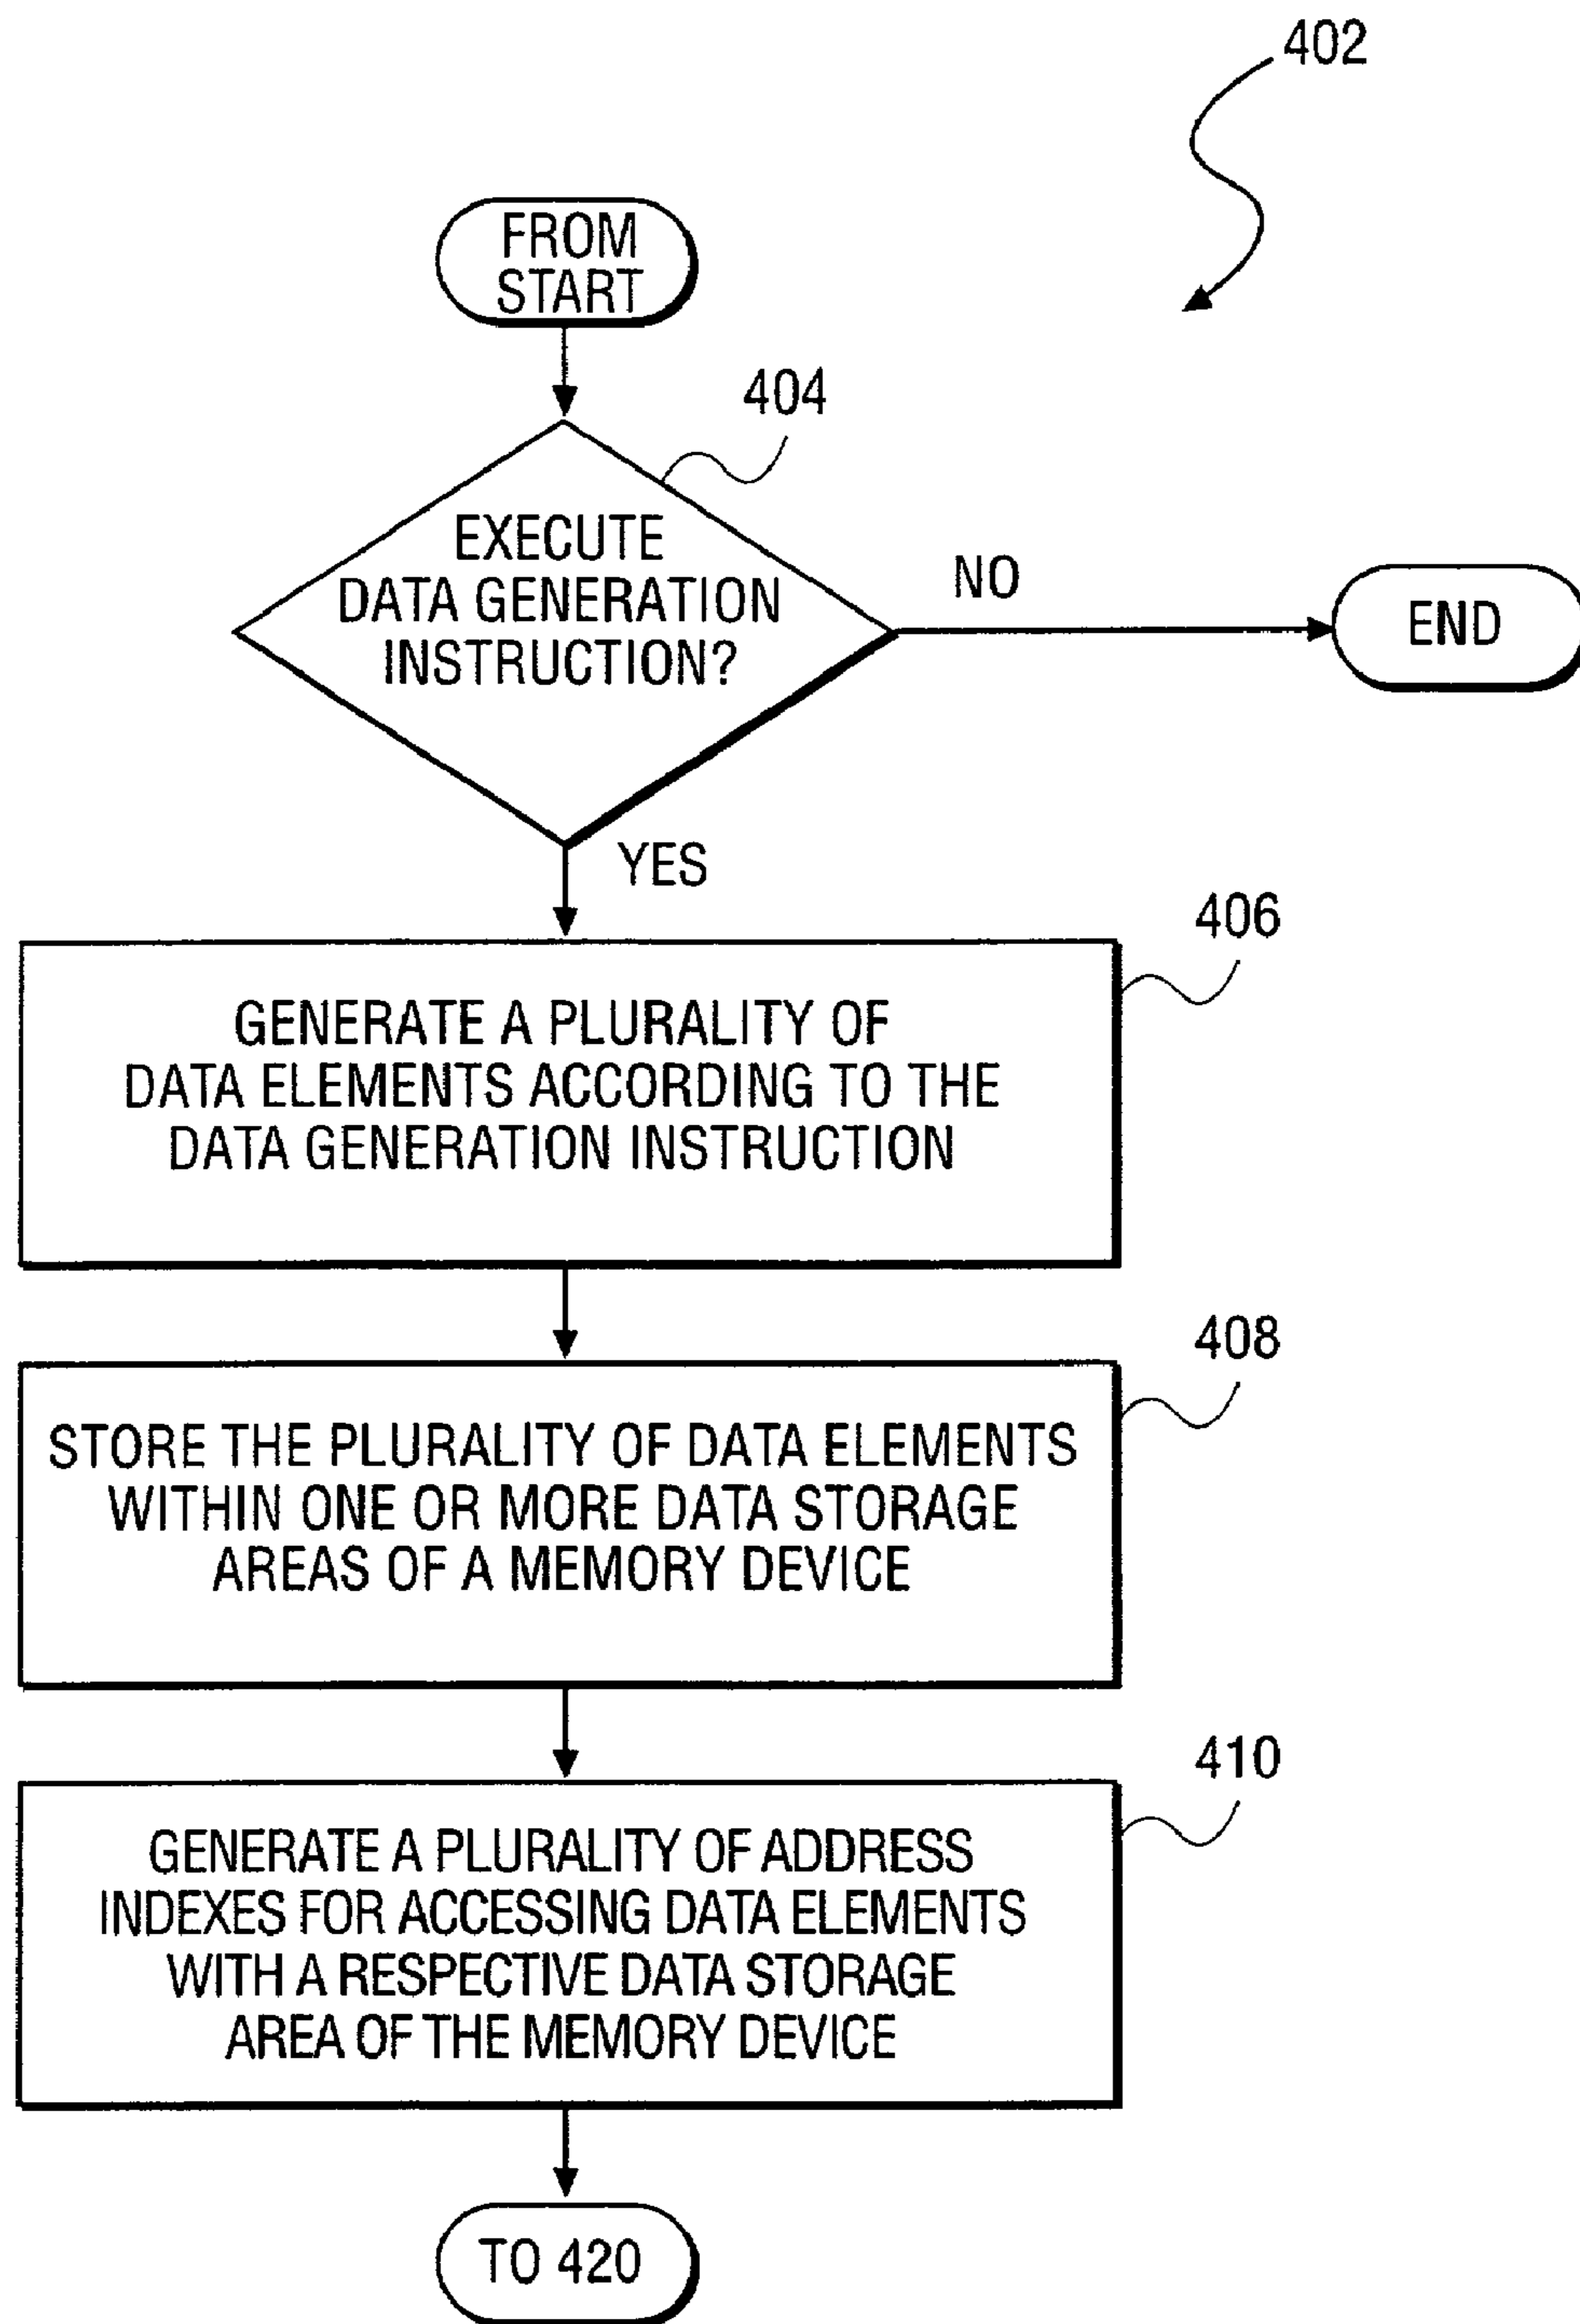 402
FROM
START
404
EXECUTE
DATA GENERATION
INSTRUCTION?
NO
END
YES
406
GENERATE A PLURALITY OF
DATA ELEMENTS ACCORDING TO THE
DATA GENERATION INSTRUCTION
408
STORE THE PLURALITY OF DATA ELEMENTS
WITHIN ONE OR MORE DATA STORAGE
AREAS OF A MEMORY DEVICE
410
GENERATE A PLURALITY OF ADDRESS
INDEXES FOR ACCESSING DATA ELEMENTS
WITH A RESPECTIVE DATA STORAGE
AREA OF THE MEMORY DEVICE
TO 420